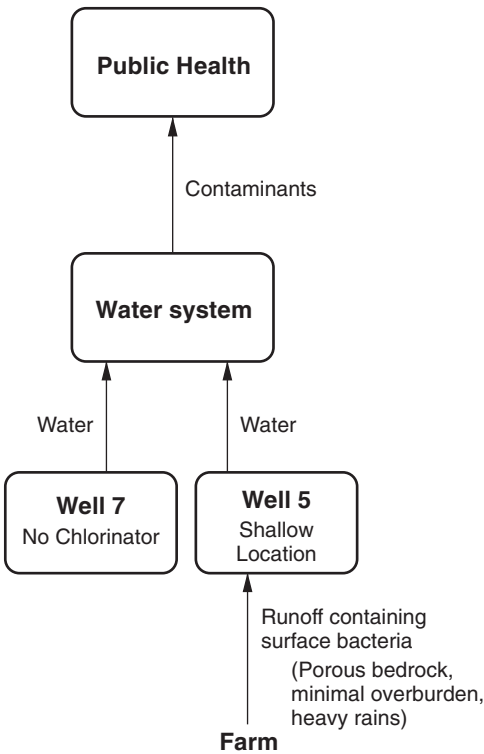 Public Health
Contaminants
Water system
Water
Water
Well 7
No Chlorinator
Well 5
Shallow
Location
Runoff containing
surface bacteria
(Porous bedrock,
minimal overburden,
heavy rains)
Farm